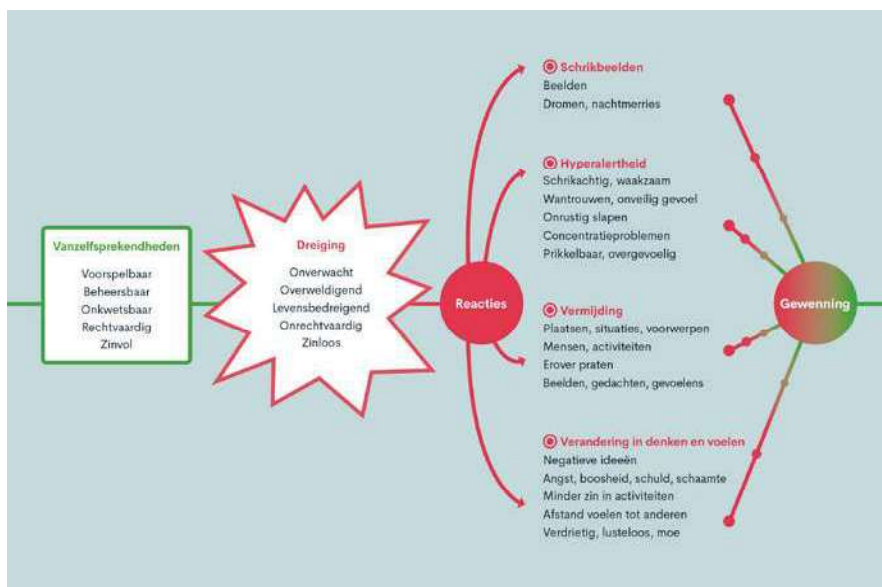 Vanzelfsprekendheden
Voorspelbaar
Beheersbaar
Onkwetsbaar
Rechtvaardig
Zinvol
Dreiging
Onverwacht
Overweldigend
Levensbedreigend
Onrechtvaardig
Zinloos
Reacties
Schrikbeelden
Beelden
Dromen, nachtmerries
Hyperalertheid
Schrikachtig, waakzaam
Wantrouwen, onveilig gevoel
Onrustig slapen
Concentratieproblemen
Prikkelbaar, overgevoelig
Vermijding
Plaatsen, situaties, voorwerpen
Mensen, activiteiten
Erover praten
Beelden, gedachten, gevoelens
Verandering in denken en voelen
Negatieve ideeën
Angst, boosheid, schuld, schaamte
Minder zin in activiteiten
Afstand voelen tot anderen
Verdrietig, lusteloos, moe
Gewenning